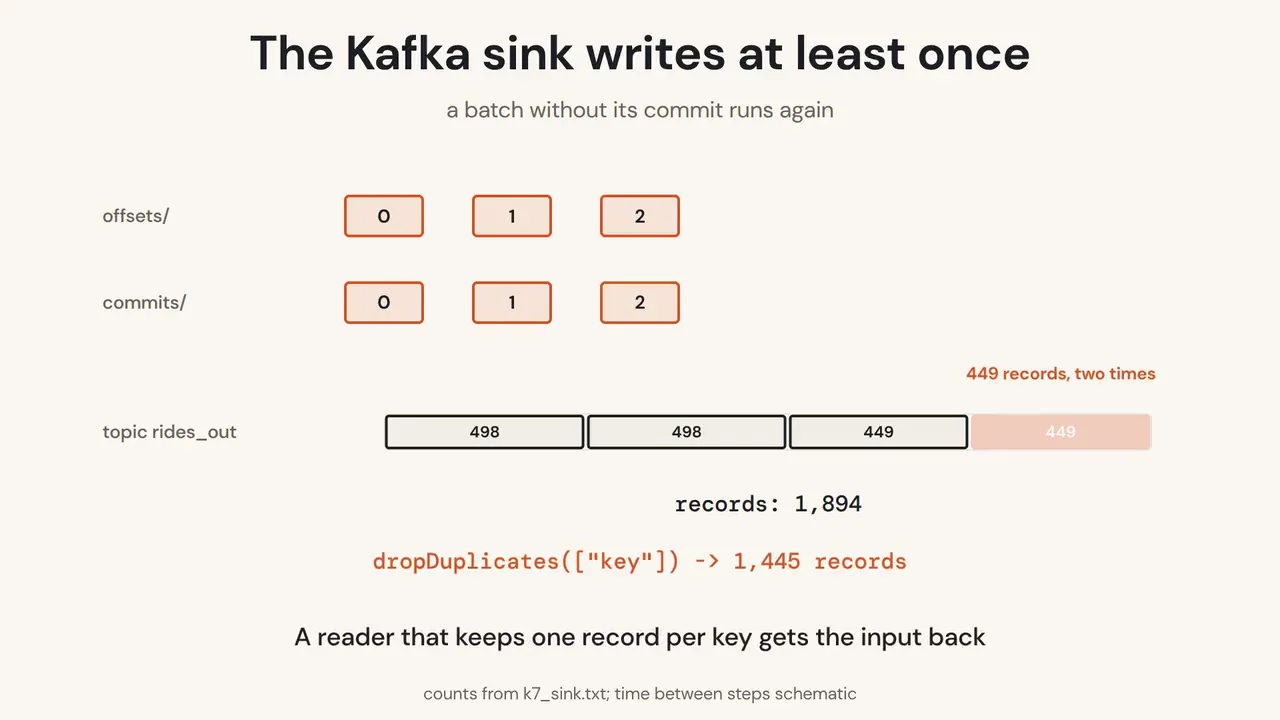 The Kafka sink writes at least once
a batch without its commit runs again
offsets/ 0 1 2
commits/ 0 1 2
449 records, two times
topic rides_out 498 498 449 449
records: 1,894
dropDuplicates(["key"]) -> 1,445 records
A reader that keeps one record per key gets the input back
counts from k7_sink.txt; time between steps schematic